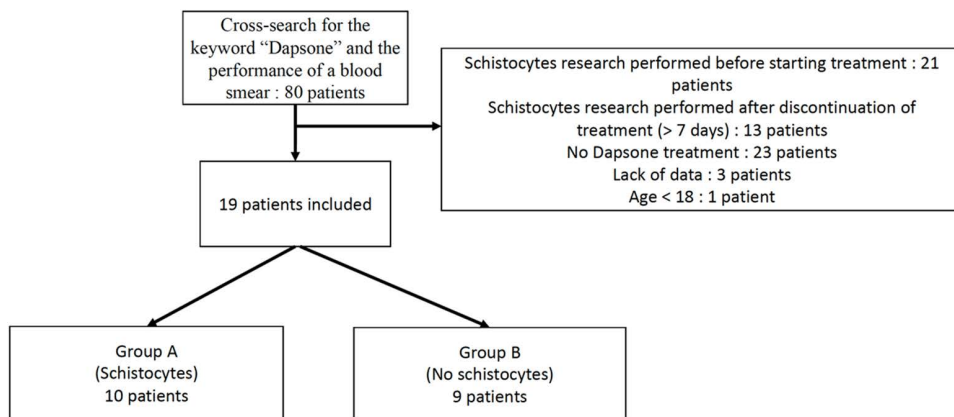 Cross-search for the
keyword “Dapsone” and the
performance of a blood
smear : 80 patients
Schistocytes research performed before starting treatment : 21
patients
Schistocytes research performed after discontinuation of
treatment (> 7 days) : 13 patients
No Dapsone treatment : 23 patients
Lack of data : 3 patients
Age < 18 : 1 patient
19 patients included
Group A
(Schistocytes)
10 patients
Group B
(No schistocytes)
9 patients